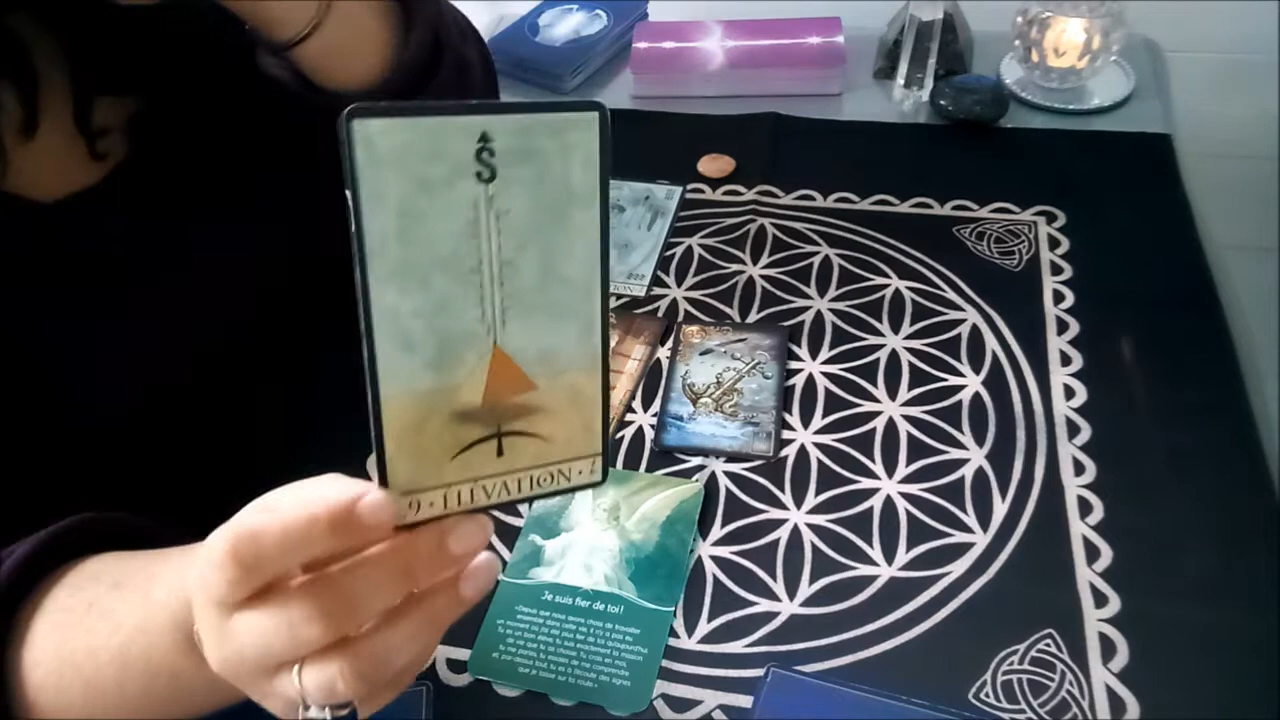 Ŝ
9 • ÉLÉVATION •
35
Je suis fier de toi !
«Depuis que nous avons choisi de travailler
ensemble dans cette vie, il n'y a pas eu
un moment où j'ai été plus fier de toi qu'aujourd'hui.
Tu es un bon élève, tu suis exactement la mission
de vie que tu as choisie. Tu crois en moi,
tu me parles, tu essaies de me comprendre
et, par-dessus tout, tu es à l'écoute des signes
que je laisse sur ta route.»